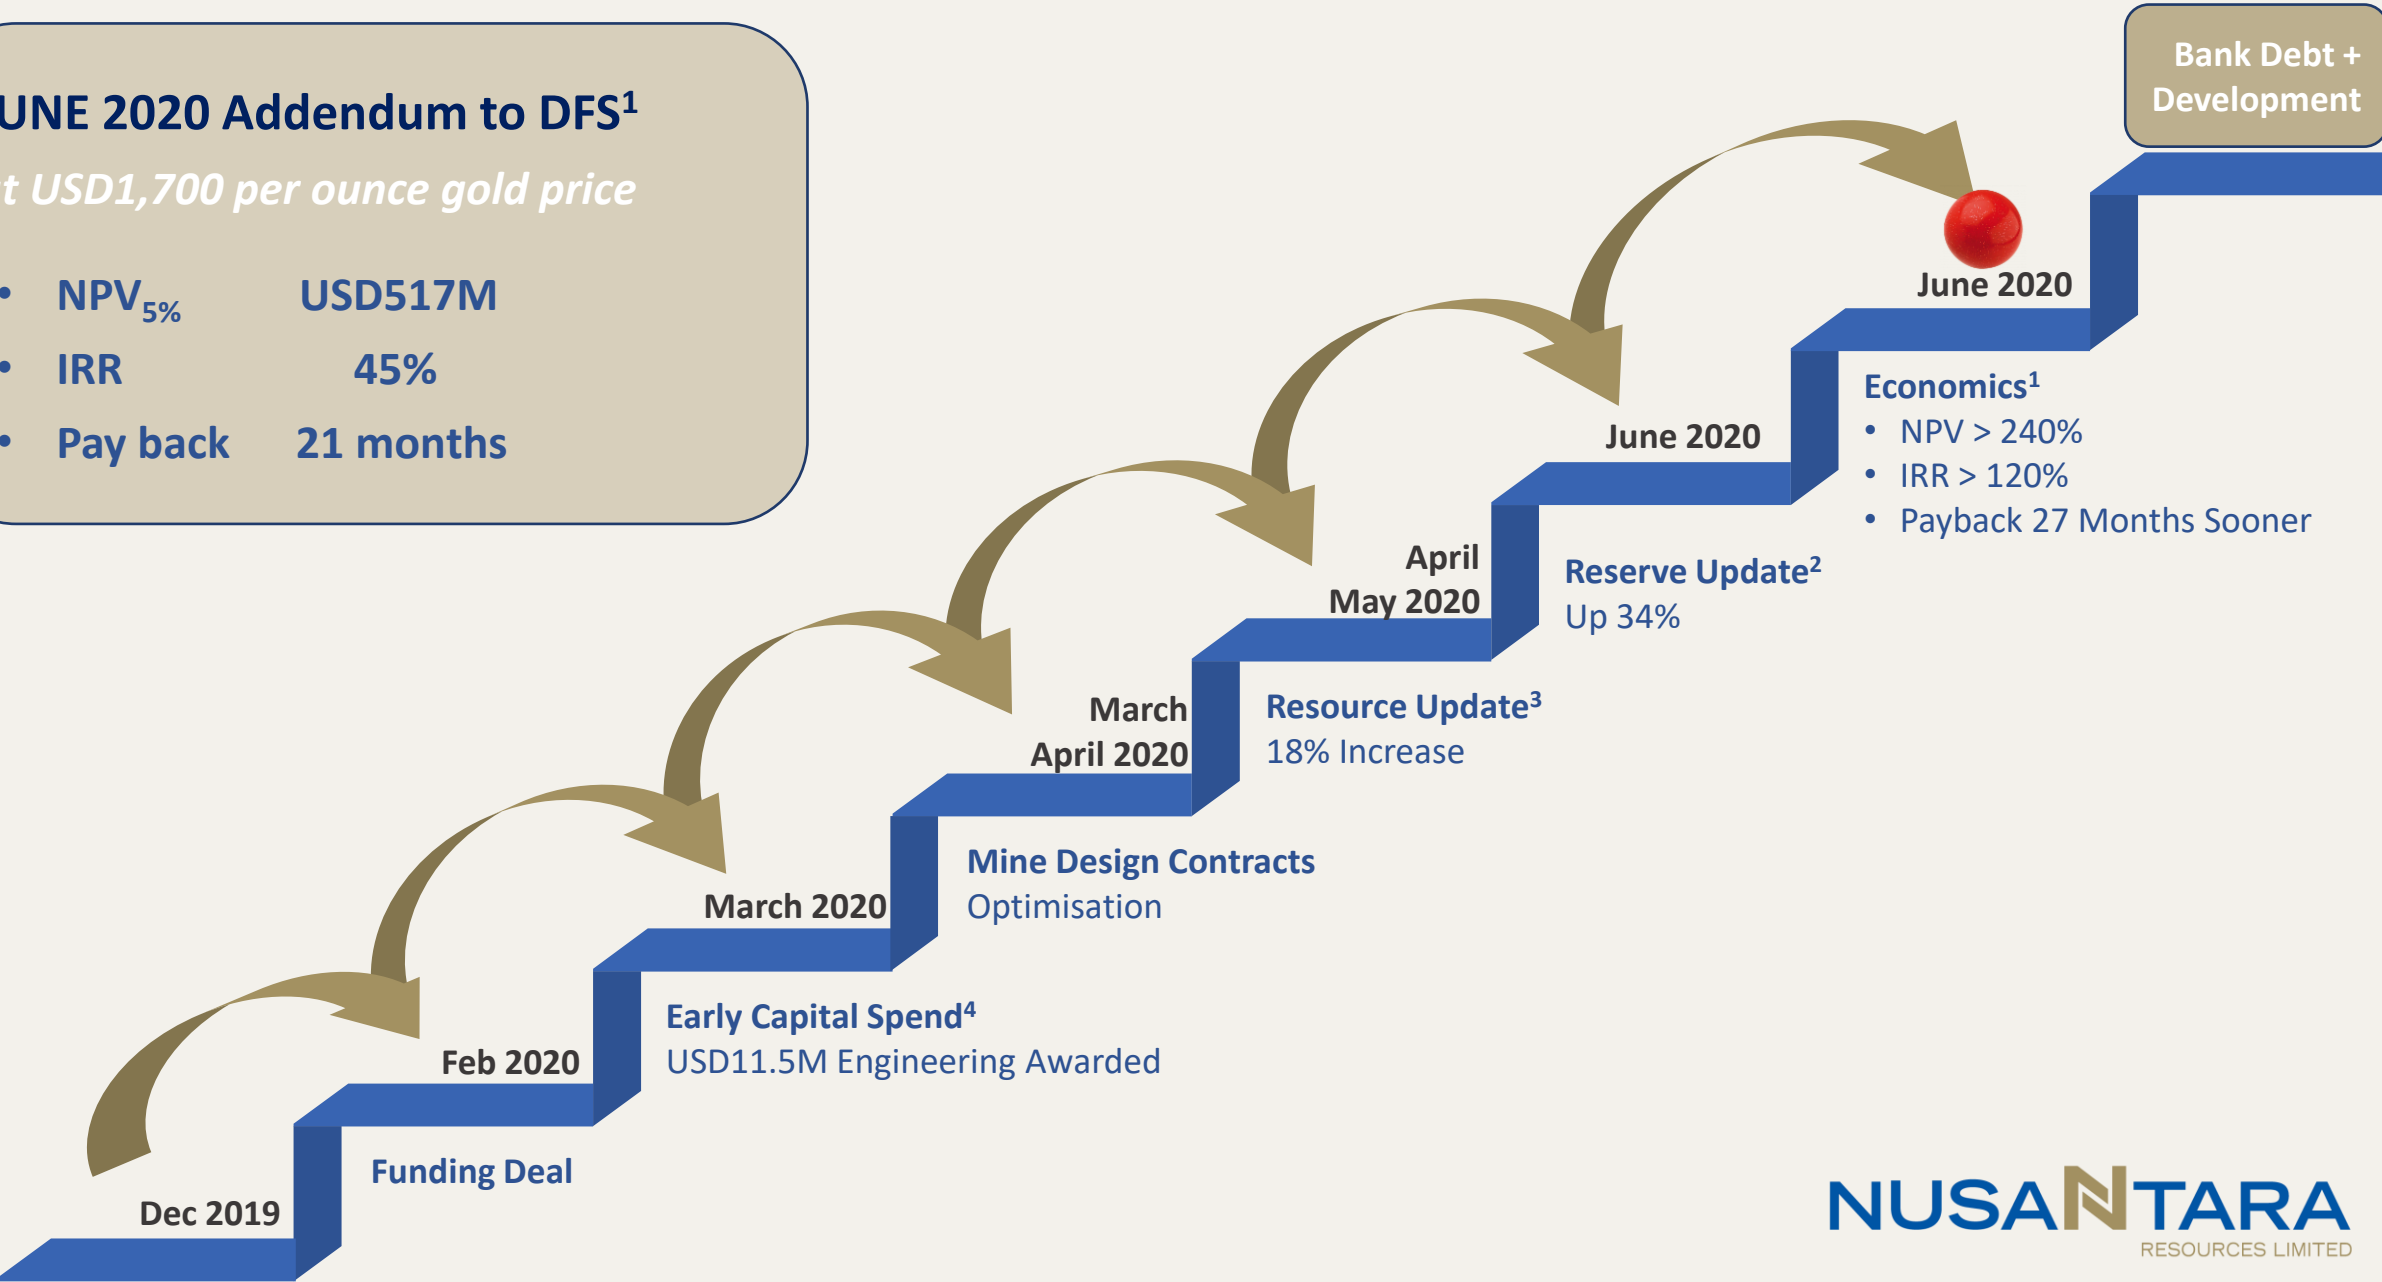 UNE 2020 Addendum to DFS¹
t USD1,700 per ounce gold price
• NPV5% USD517M
• IRR 45%
• Pay back 21 months
Bank Debt +
Development
June 2020
Economics¹
• NPV > 240%
• IRR > 120%
• Payback 27 Months Sooner
June 2020
Reserve Update²
Up 34%
April
May 2020
Resource Update³
18% Increase
March
April 2020
Mine Design Contracts
Optimisation
March 2020
Early Capital Spend⁴
USD11.5M Engineering Awarded
Feb 2020
Funding Deal
Dec 2019
NUSANTARA
RESOURCES LIMITED